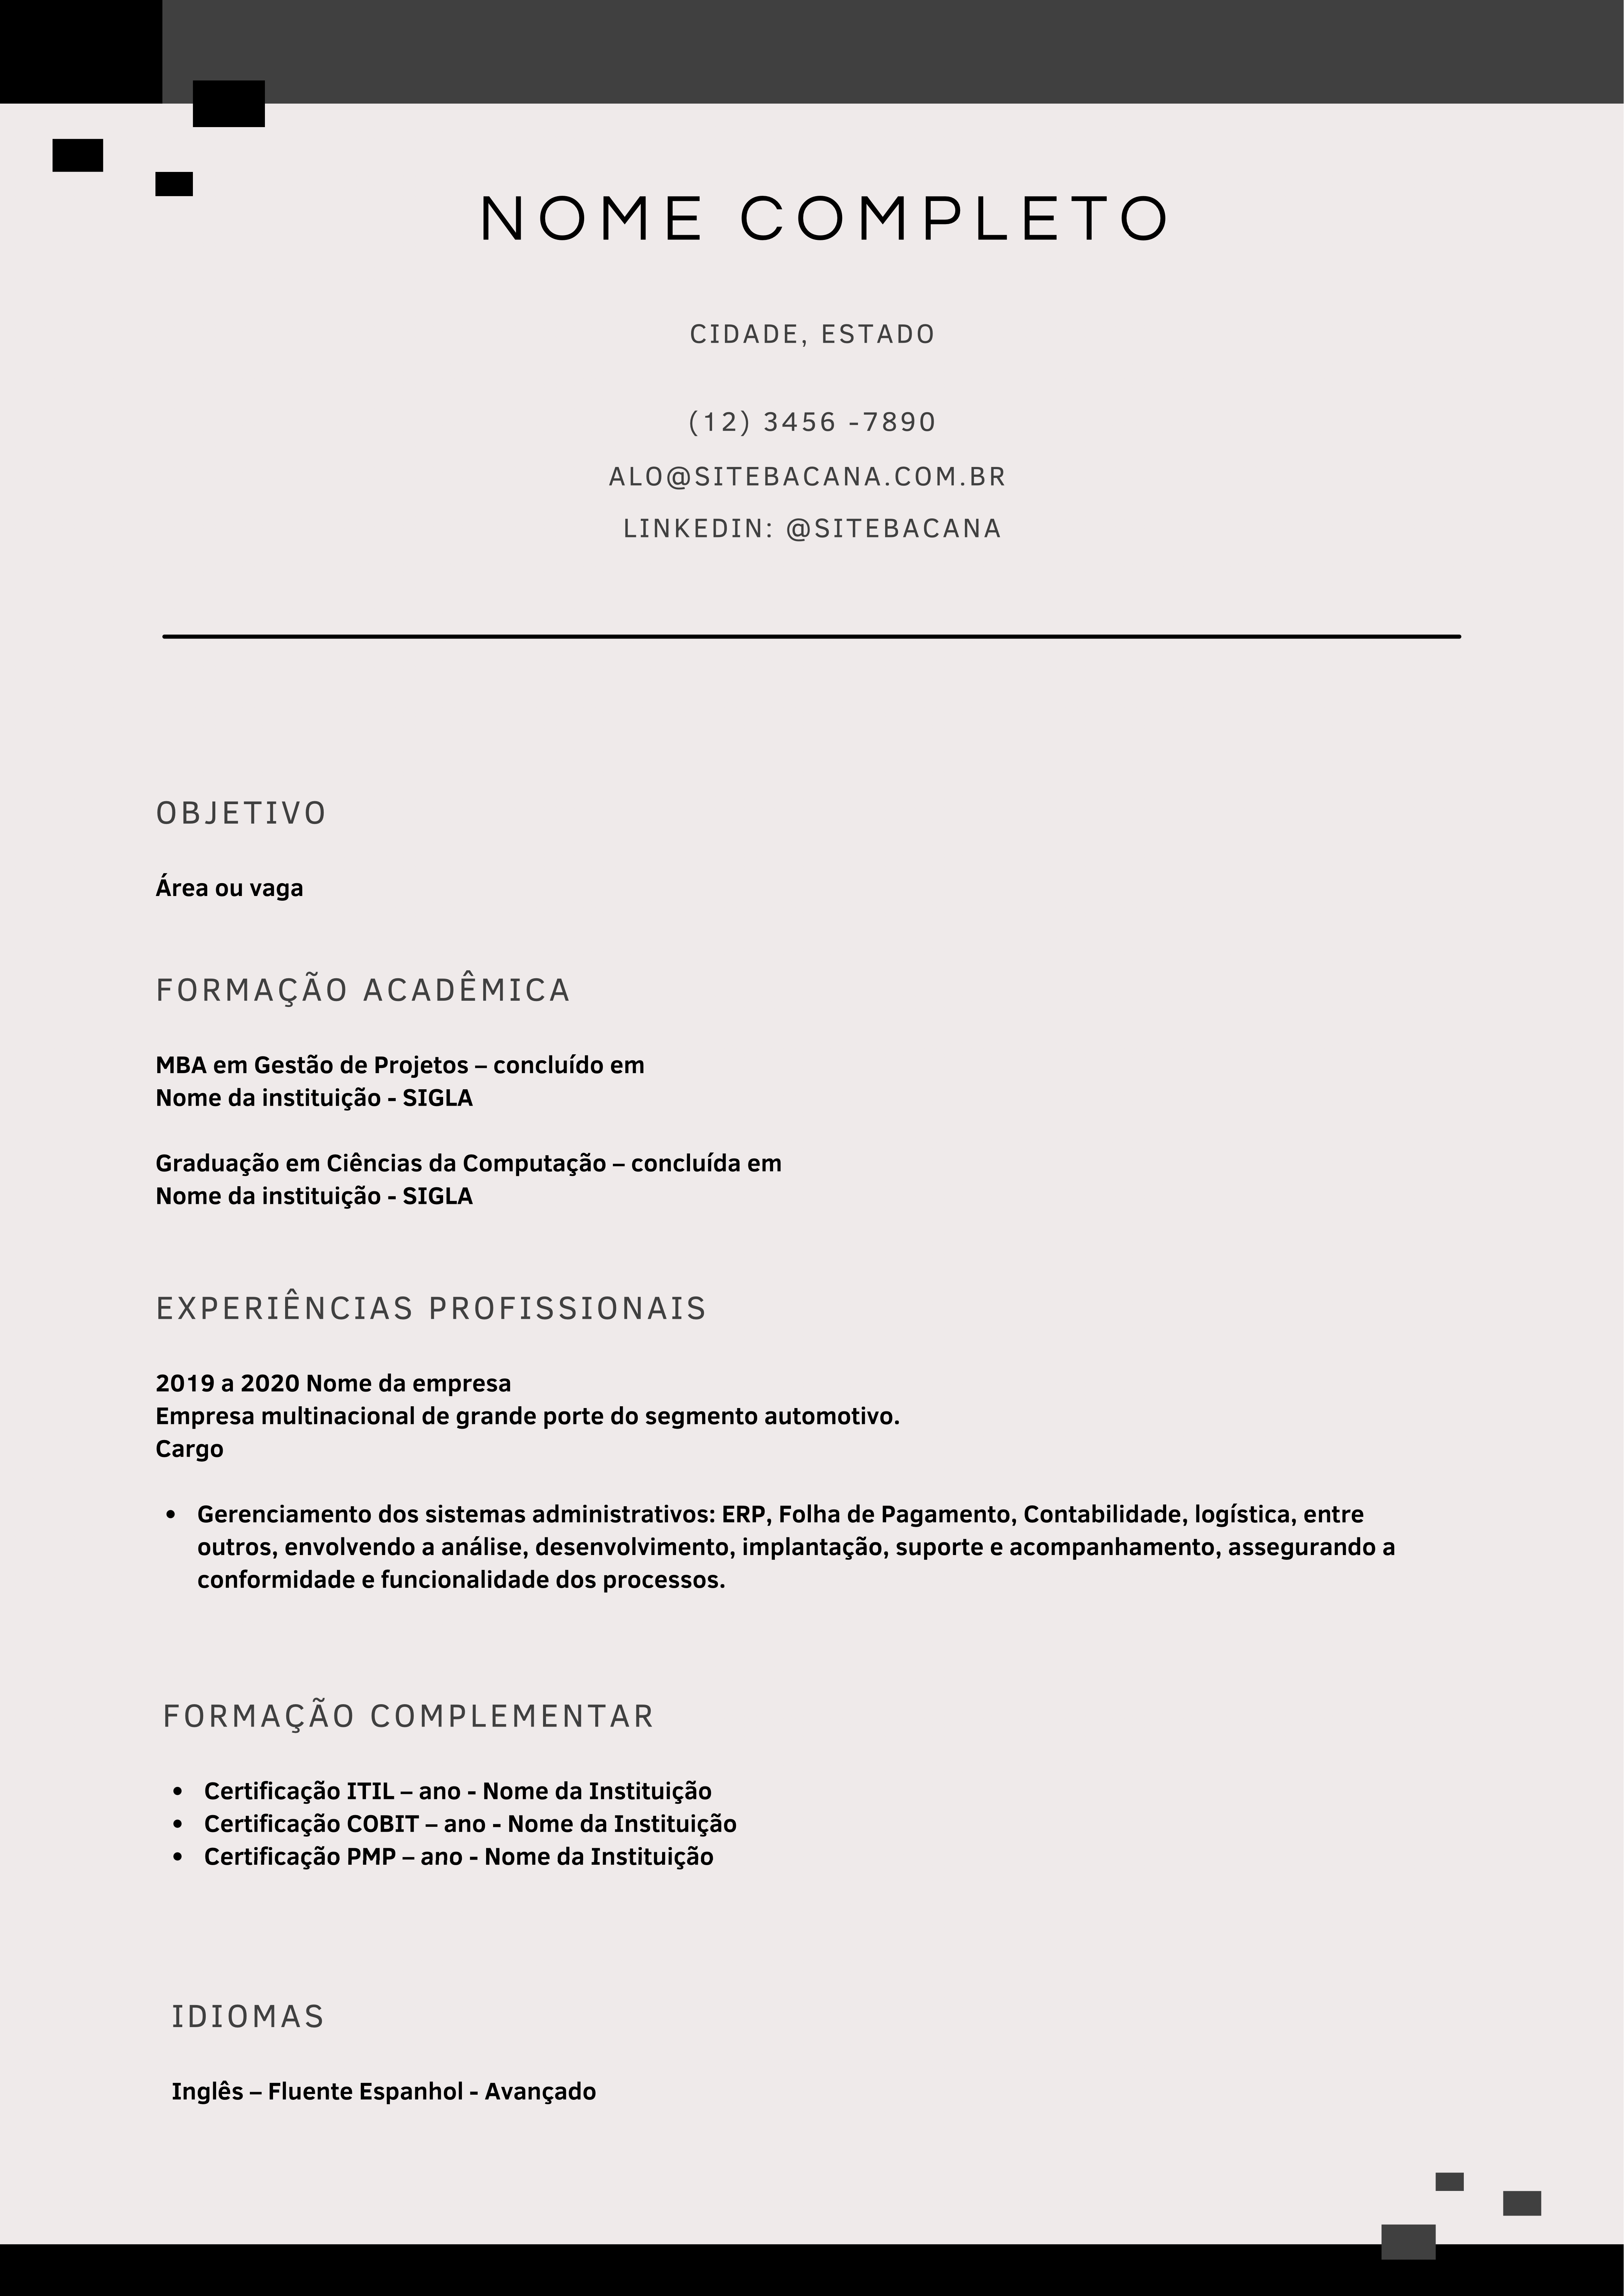 NOME COMPLETO
CIDADE, ESTADO
(12) 3456 -7890
ALO@SITEBACANA.COM.BR
LINKEDIN: @SITEBACANA
OBJETIVO
Área ou vaga
FORMAÇÃO ACADÊMICA
MBA em Gestão de Projetos – concluído em
Nome da instituição - SIGLA
Graduação em Ciências da Computação – concluída em
Nome da instituição - SIGLA
EXPERIÊNCIAS PROFISSIONAIS
2019 a 2020 Nome da empresa
Empresa multinacional de grande porte do segmento automotivo.
Cargo
• Gerenciamento dos sistemas administrativos: ERP, Folha de Pagamento, Contabilidade, logística, entre
outros, envolvendo a análise, desenvolvimento, implantação, suporte e acompanhamento, assegurando a
conformidade e funcionalidade dos processos.
FORMAÇÃO COMPLEMENTAR
• Certificação ITIL – ano - Nome da Instituição
• Certificação COBIT – ano - Nome da Instituição
• Certificação PMP – ano - Nome da Instituição
IDIOMAS
Inglês – Fluente Espanhol - Avançado